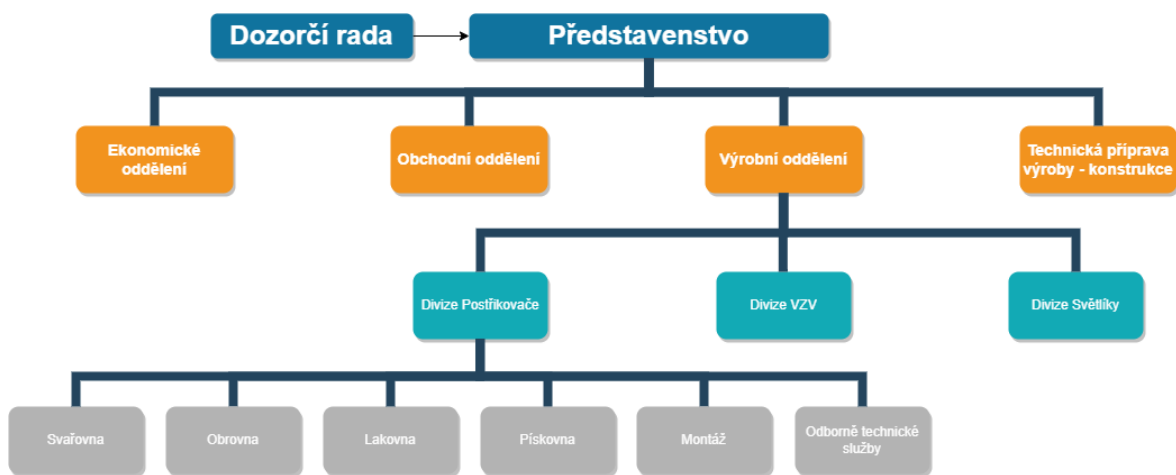 Dozorčí rada
Představenstvo
Ekonomické
oddělení
Obchodní oddělení
Výrobní oddělení
Technická příprava
výroby - konstrukce
Divize Postřikovače
Divize VZV
Divize Světlíky
Svařovna
Obrovna
Lakovna
Pískovna
Montáž
Odborně technické
služby